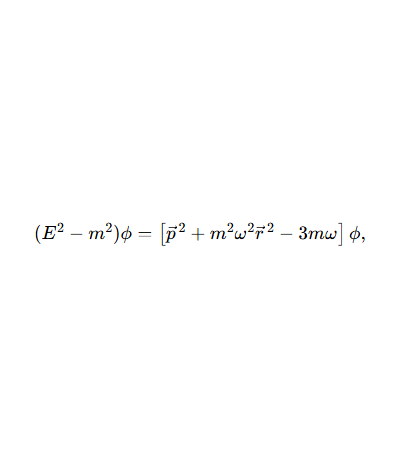 (E² − m²)ϕ = [p⃗ ² + m²ω²r⃗ ² − 3mω] ϕ,